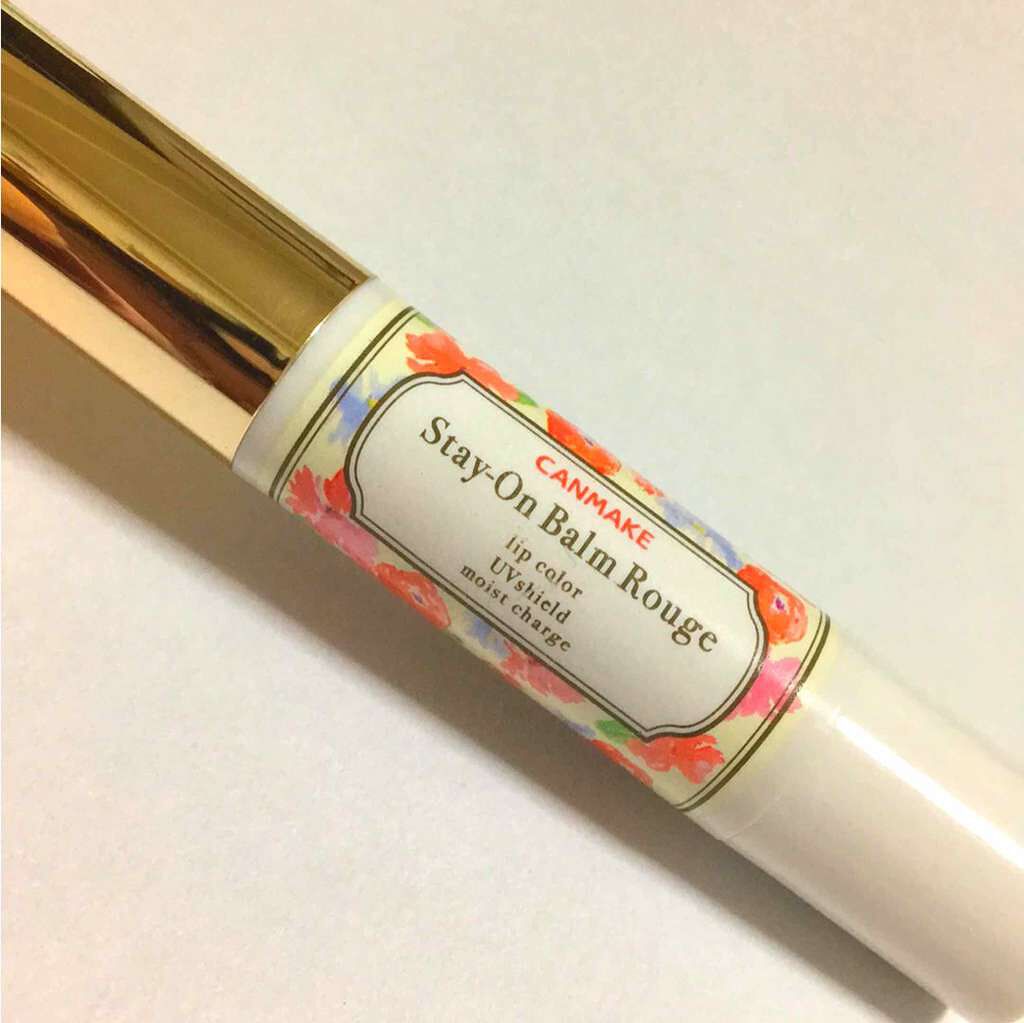 CANMAKE
Stay-On Balm Rouge
lip color
UVshield
moist charge